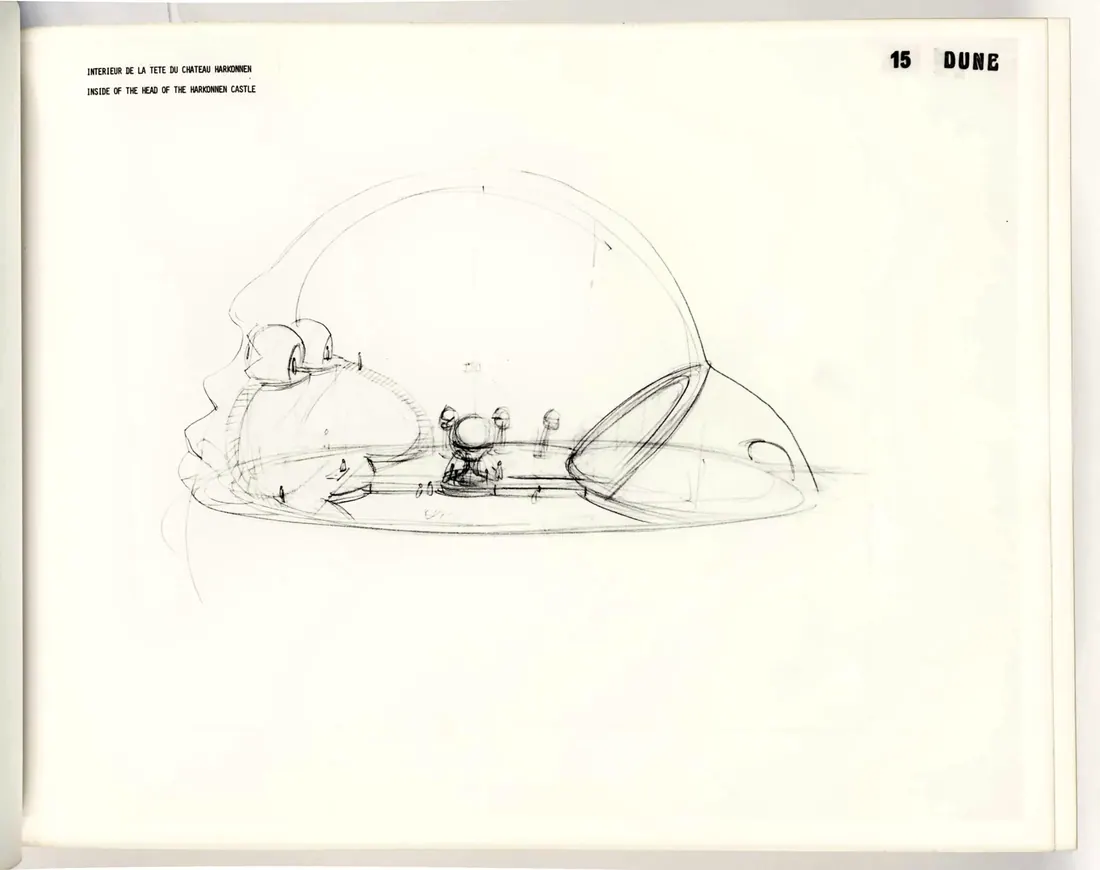 INTERIEUR DE LA TETE DU CHATEAU HARKONNEN
INSIDE OF THE HEAD OF THE HARKONNEN CASTLE
15 DUNE